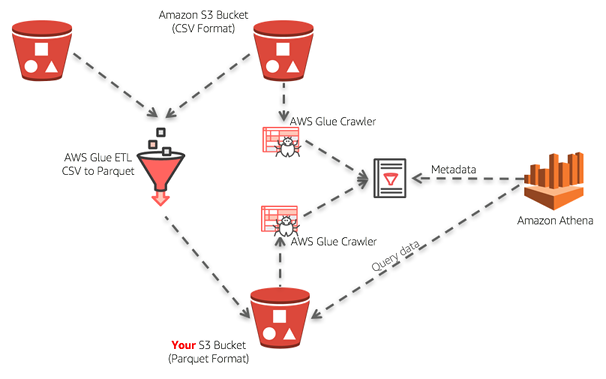 Amazon S3 Bucket
(CSV Format)
AWS Glue Crawler
AWS Glue ETL
CSV to Parquet
Metadata
Amazon Athena
AWS Glue Crawler
Query data
Your S3 Bucket
(Parquet Format)